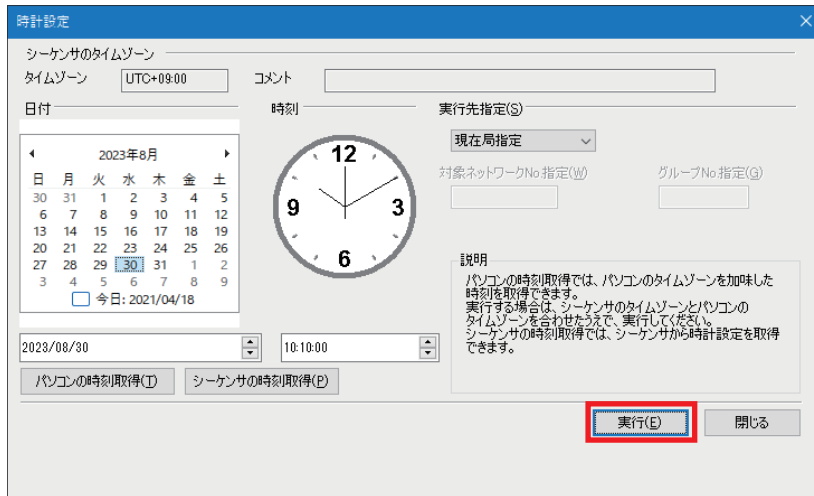 時計設定
シーケンサのタイムゾーン
タイムゾーン UTC+09:00 コメント
日付 時刻 実行先指定(S)
現在局指定
対象ネットワークNo.指定(W) グループNo.指定(G)
2023年8月
日 月 火 水 木 金 土
30 31 1 2 3 4 5
6 7 8 9 10 11 12
13 14 15 16 17 18 19
20 21 22 23 24 25 26
27 28 29 30 31 1 2
3 4 5 6 7 8 9
今日: 2021/04/18
12
9 3
6
説明
パソコンの時刻取得では、パソコンのタイムゾーンを加味した
時刻を取得できます。
実行する場合は、シーケンサのタイムゾーンとパソコンの
タイムゾーンを合わせたうえで、実行してください。
シーケンサの時刻取得では、シーケンサから時計設定を取得
できます。
2023/08/30 10:10:00
パソコンの時刻取得(T) シーケンサの時刻取得(P)
実行(E) 閉じる